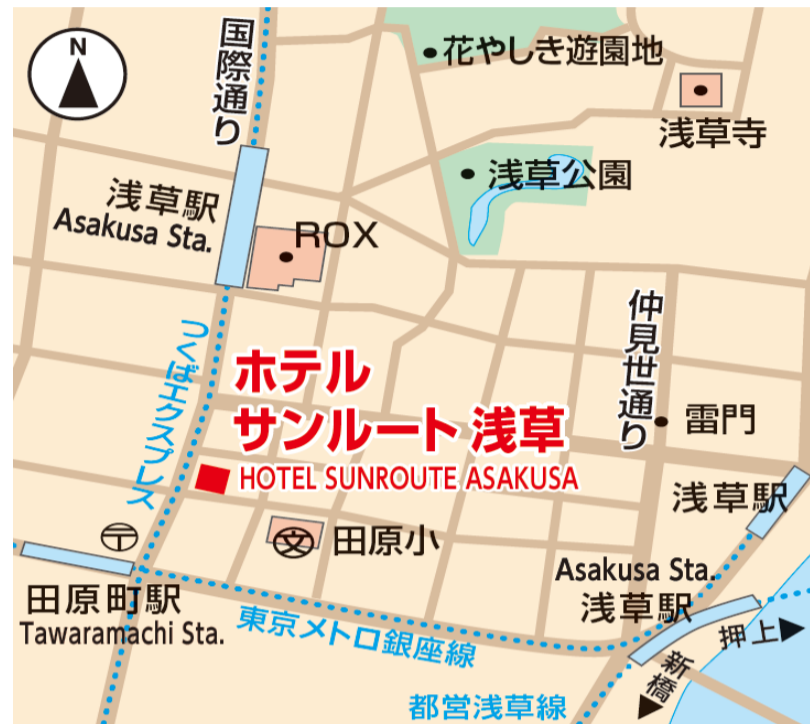 N
国際通り
花やしき遊園地
浅草寺
浅草公園
浅草駅
Asakusa Sta.
ROX
仲見世通り
つくばエクスプレス
ホテル
サンルート 浅草
HOTEL SUNROUTE ASAKUSA
雷門
浅草駅
〒
文
田原小
田原町駅
Tawaramachi Sta.
Asakusa Sta.
浅草駅
東京メトロ銀座線
押上▶
新橋
都営浅草線